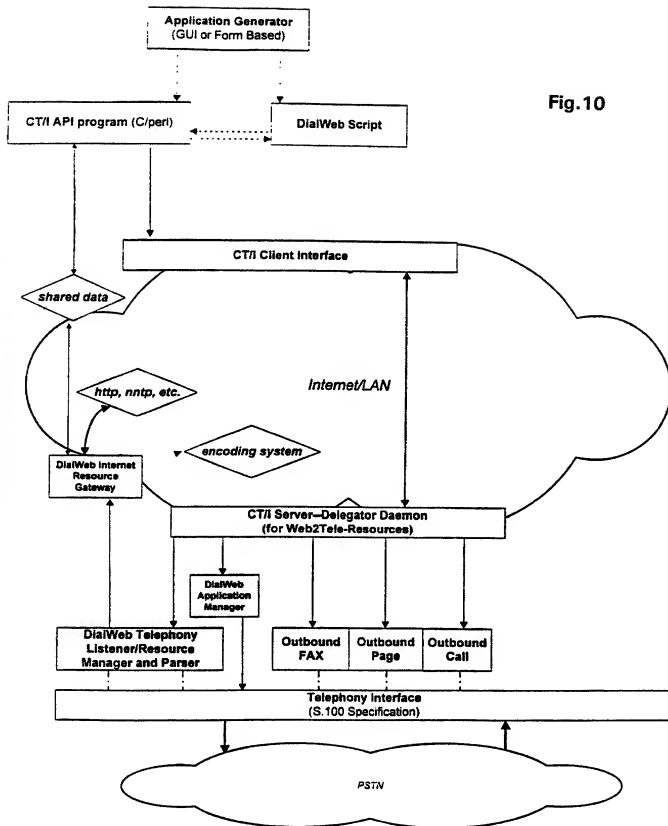 Application Generator
(GUI or Form Based)
Fig.10
CT/I API program (C/perl)
DialWeb Script
CT/I Client Interface
shared data
Internet/LAN
http, nntp, etc.
encoding system
DialWeb Internet
Resource
Gateway
CT/I Server—Delegator Daemon
(for Web2Tele-Resources)
DialWeb
Application
Manager
DialWeb Telephony
Listener/Resource
Manager and Parser
Outbound
FAX
Outbound
Page
Outbound
Call
Telephony Interface
(S.100 Specification)
PSTN